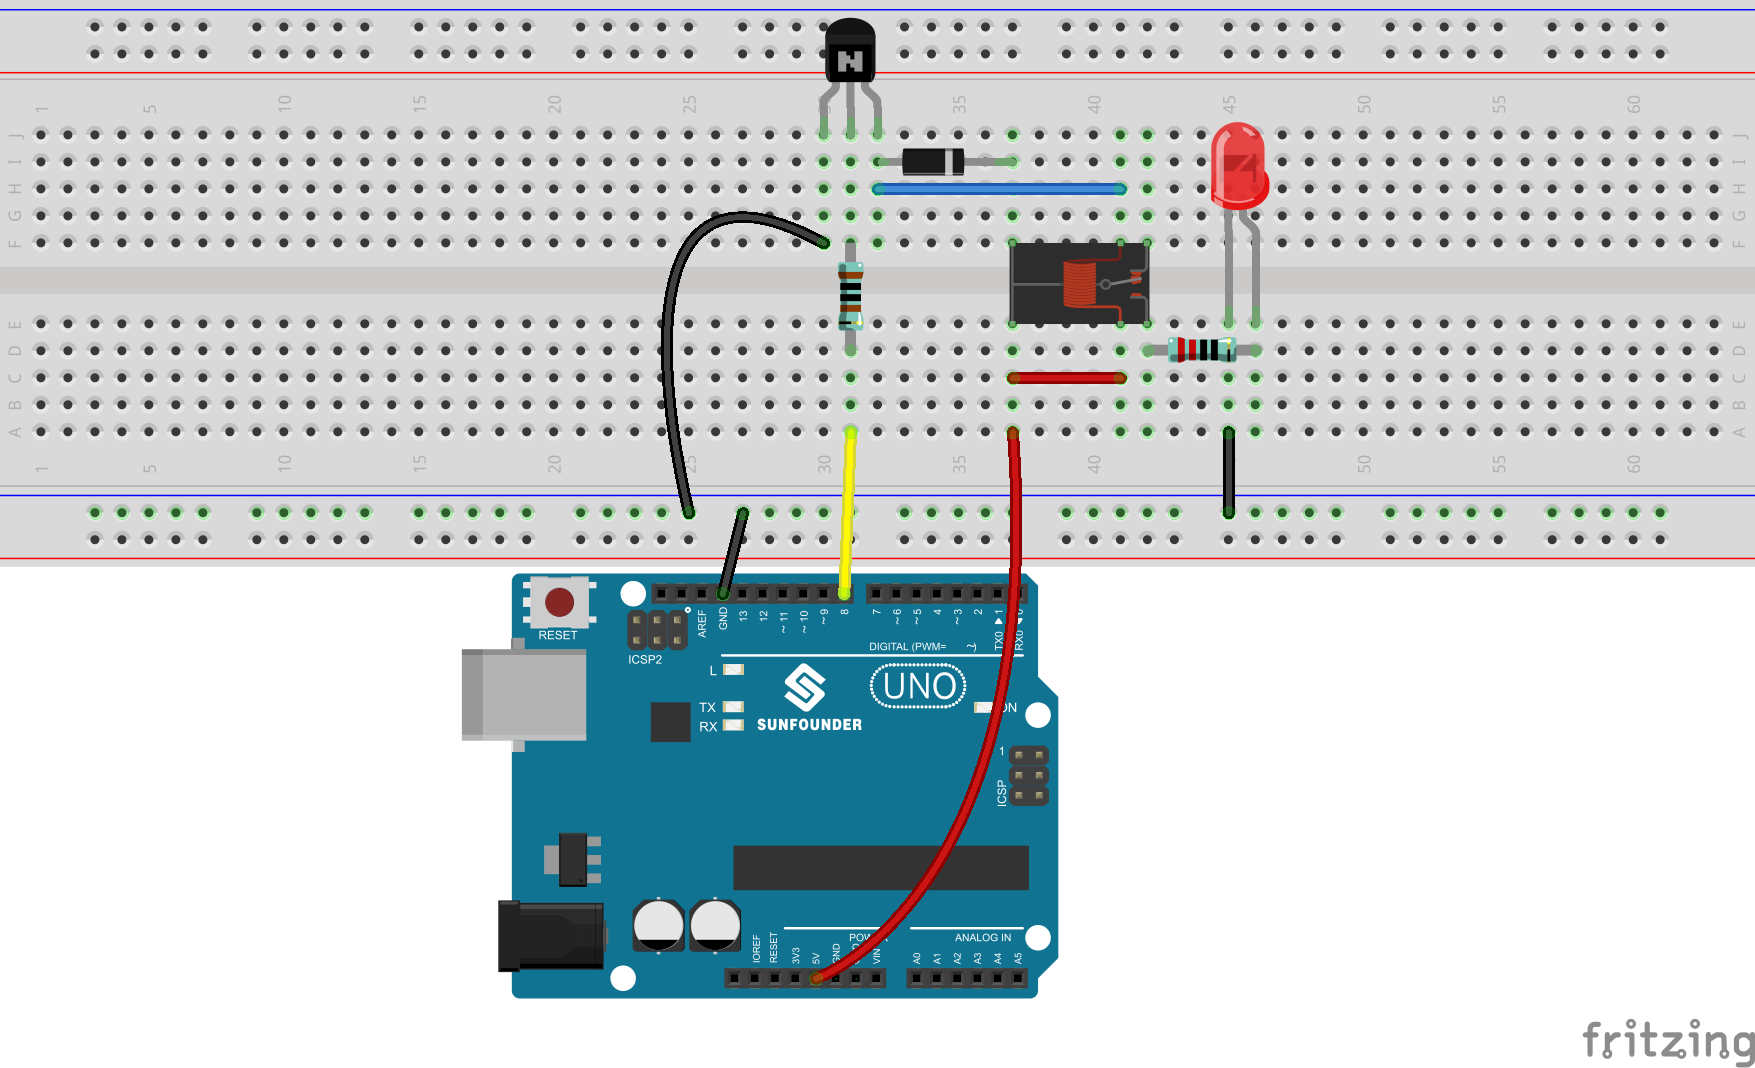 N
1 5 10 15 20 25 35 40 45 50 55 60
J J
I I
H H
G G
F F
E E
D D
C C
B B
A A
1 5 10 15 20 25 30 35 40 45 50 55 60
RESET
ICSP2
AREF GND 13 12 ~11 ~10 ~9 8 7 ~6 ~5 4 ~3 2 1
TX0 RX0
DIGITAL (PWM= ~)
L
TX
RX
SUNFOUNDER
UNO
ON
1
ICSP
IOREF RESET 3V3 5V GND VIN
POWER
ANALOG IN
A0 A1 A2 A3 A4 A5
fritzing